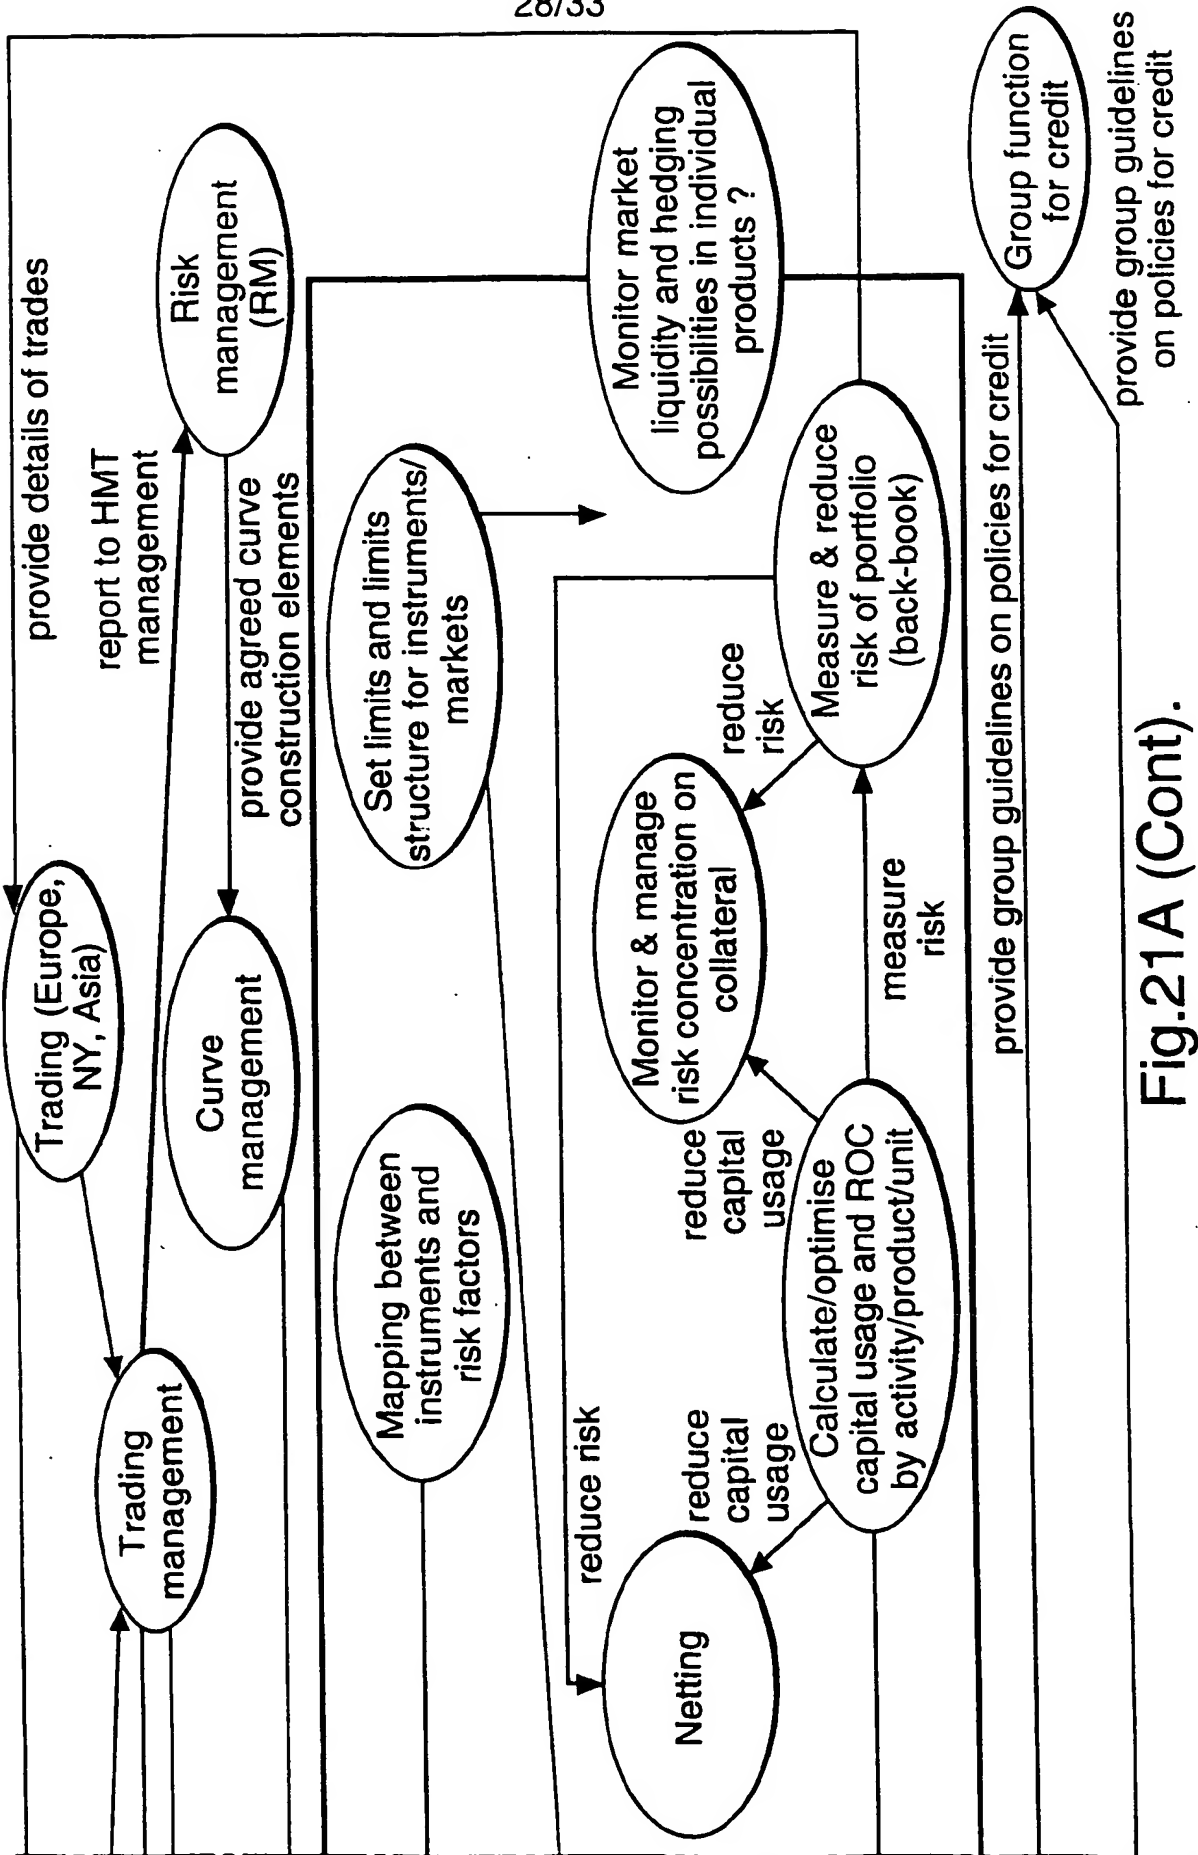 28/33
provide details of trades
Trading (Europe,
NY, Asia)
report to HMT
management
Risk
management
(RM)
Trading
management
provide agreed curve
construction elements
Curve
management
Set limits and limits
structure for instruments/
markets
Mapping between
instruments and
risk factors
Monitor market
liquidity and hedging
possibilities in individual
products ?
reduce risk
Monitor & manage
risk concentration on
collateral
reduce
risk
Netting
reduce
capital
usage
reduce
capital
usage
Measure & reduce
risk of portfolio
(back-book)
measure
risk
Calculate/optimise
capital usage and ROC
by activity/product/unit
provide group guidelines on policies for credit
Group function
for credit
provide group guidelines
on policies for credit
Fig.21A (Cont).